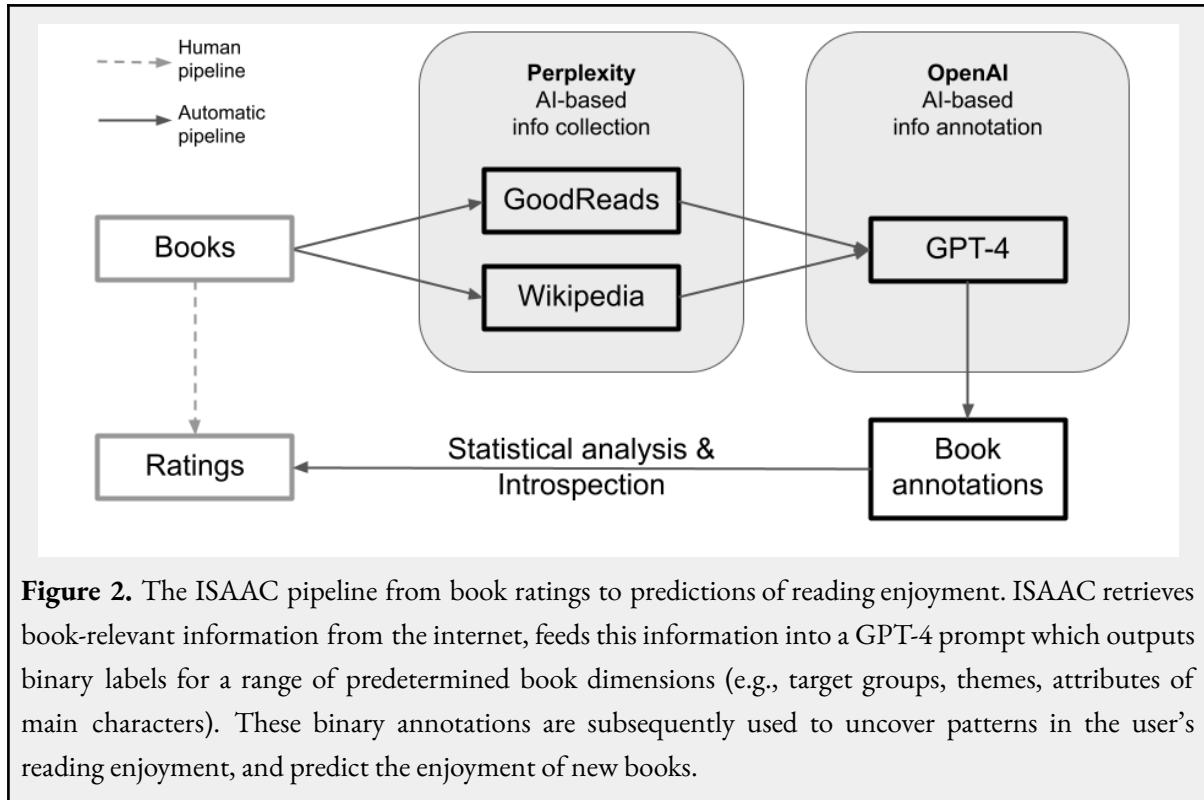 Human
pipeline
Automatic
pipeline
Perplexity
AI-based
info collection
OpenAI
AI-based
info annotation
GoodReads
Books
GPT-4
Wikipedia
Ratings
Statistical analysis &
Introspection
Book
annotations
Figure 2. The ISAAC pipeline from book ratings to predictions of reading enjoyment. ISAAC retrieves
book-relevant information from the internet, feeds this information into a GPT-4 prompt which outputs
binary labels for a range of predetermined book dimensions (e.g., target groups, themes, attributes of
main characters). These binary annotations are subsequently used to uncover patterns in the user’s
reading enjoyment, and predict the enjoyment of new books.